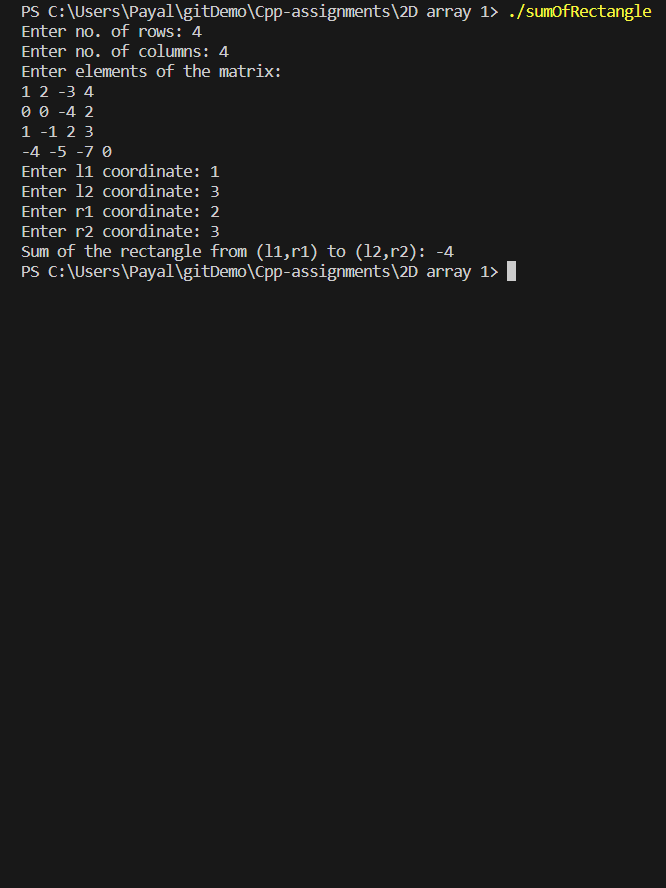 PS C:\Users\Payal\gitDemo\Cpp-assignments\2D array 1> ./sumOfRectangle
Enter no. of rows: 4
Enter no. of columns: 4
Enter elements of the matrix:
1 2 -3 4
0 0 -4 2
1 -1 2 3
-4 -5 -7 0
Enter l1 coordinate: 1
Enter l2 coordinate: 3
Enter r1 coordinate: 2
Enter r2 coordinate: 3
Sum of the rectangle from (l1,r1) to (l2,r2): -4
PS C:\Users\Payal\gitDemo\Cpp-assignments\2D array 1>